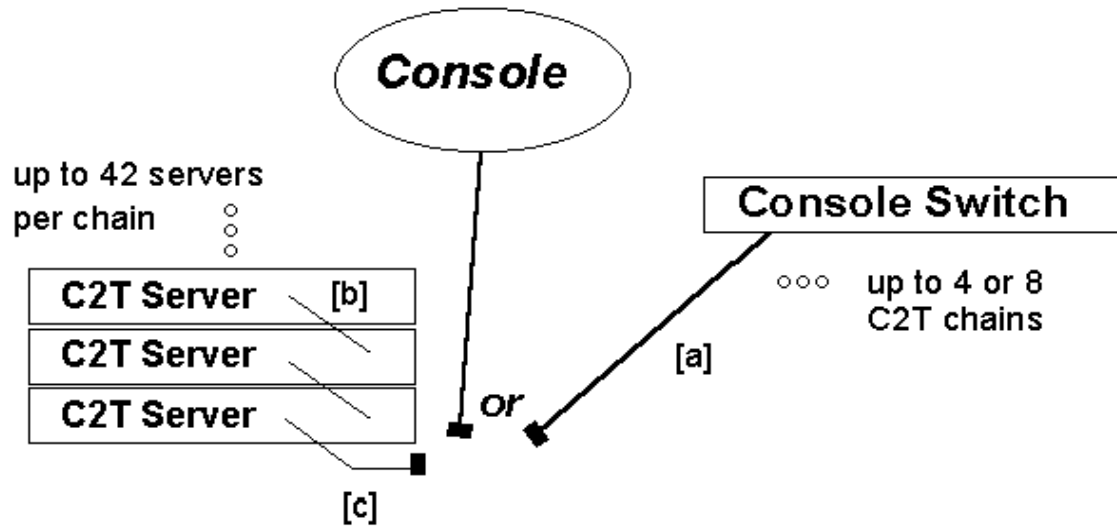 Console
up to 42 servers
per chain
Console Switch
C2T Server
[b]
up to 4 or 8
C2T chains
C2T Server
[a]
C2T Server
or
[c]